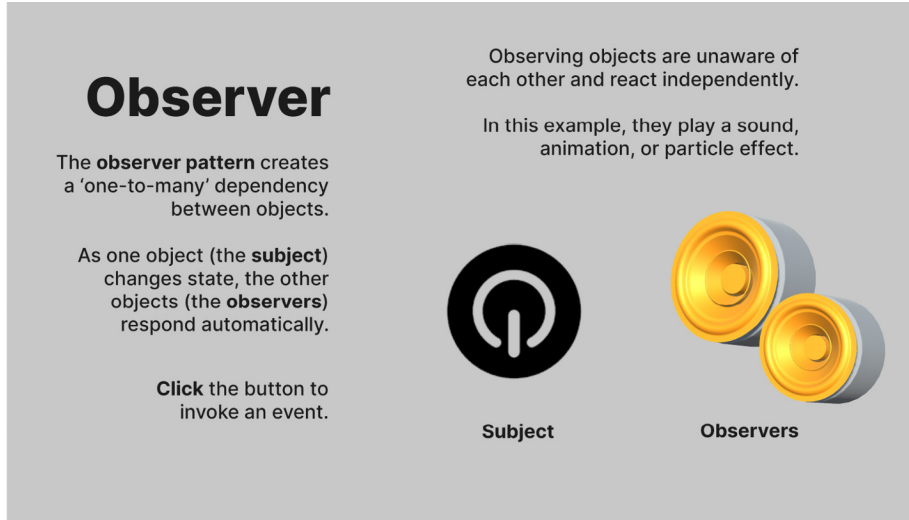 Observer
The observer pattern creates
a ‘one-to-many’ dependency
between objects.
As one object (the subject)
changes state, the other
objects (the observers)
respond automatically.
Click the button to
invoke an event.
Observing objects are unaware of
each other and react independently.
In this example, they play a sound,
animation, or particle effect.
Subject
Observers